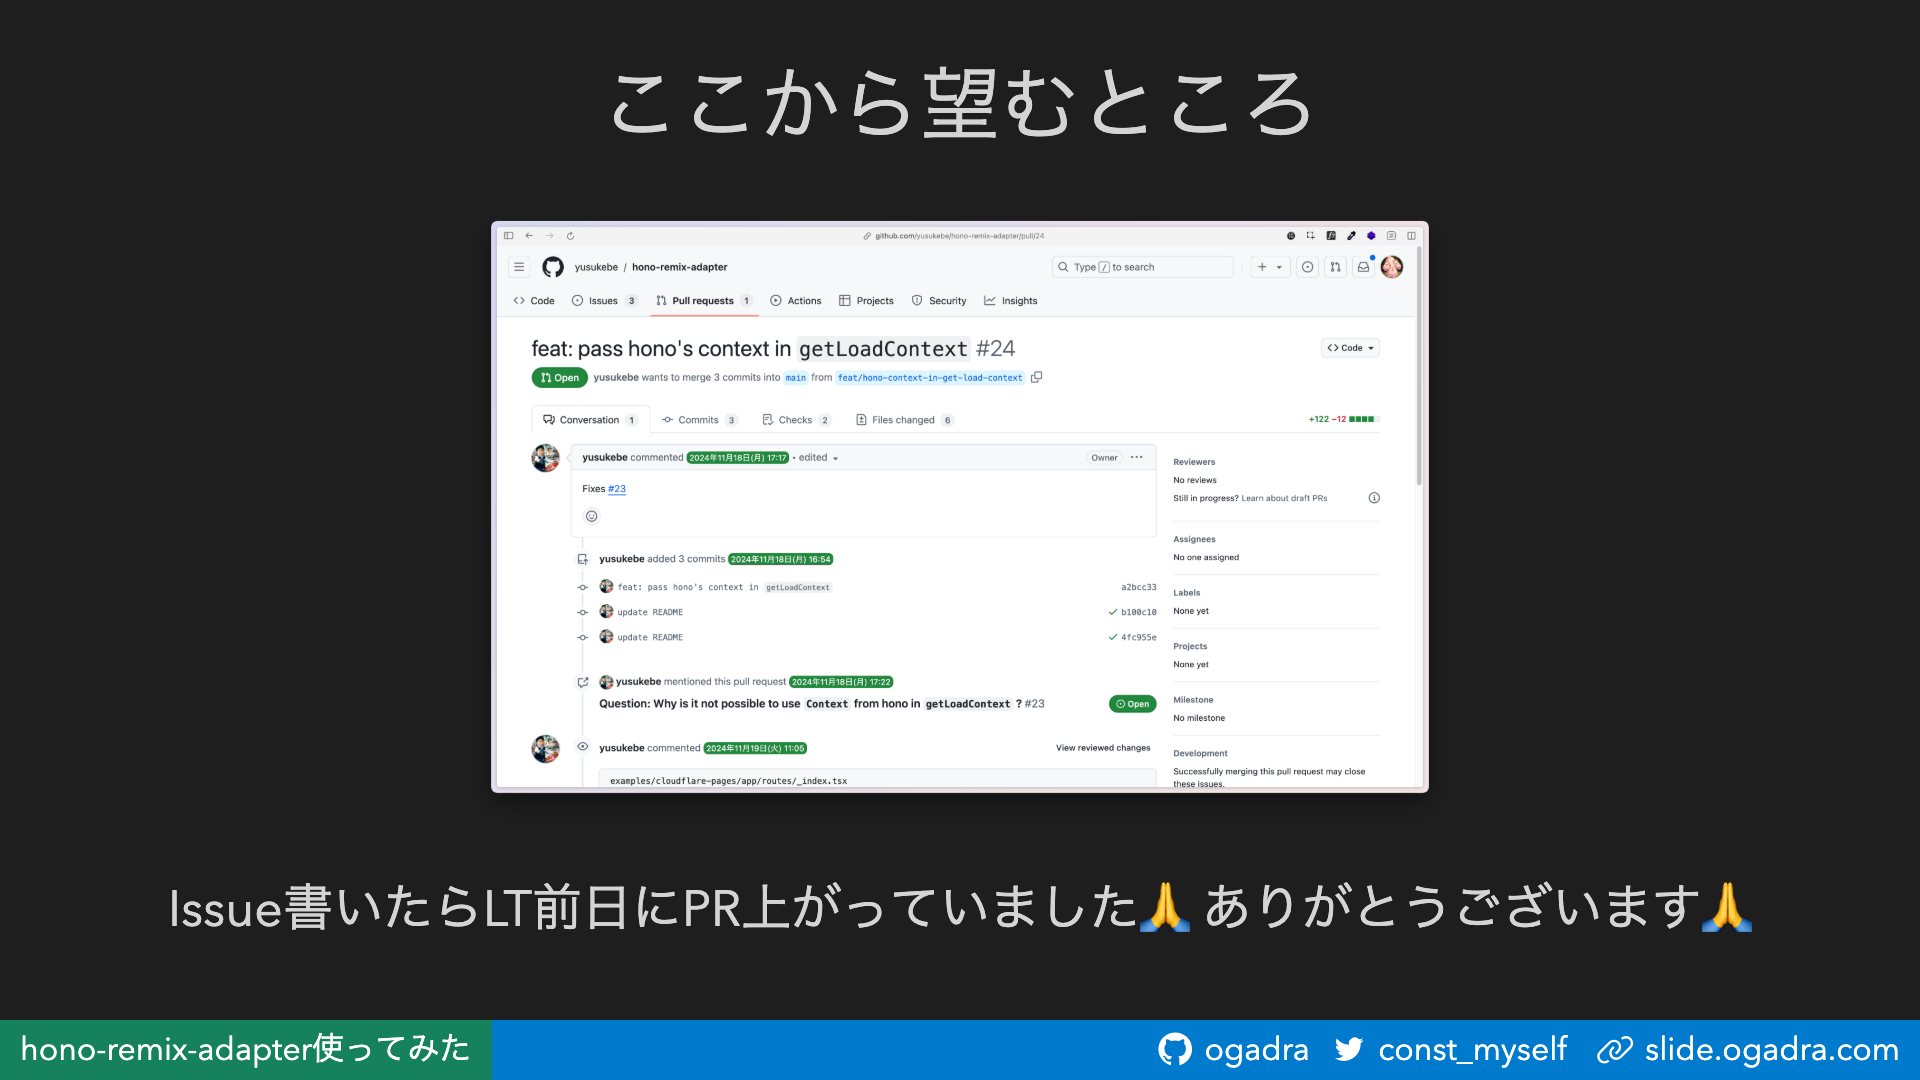 ここから望むところ
github.com/yusukebe/hono-remix-adapter/pull/24
yusukebe / hono-remix-adapter
Type / to search
Code Issues 3 Pull requests 1 Actions Projects Security Insights
feat: pass hono's context in getLoadContext #24
Code
Open yusukebe wants to merge 3 commits into main from feat/hono-context-in-get-load-context
Conversation 1 Commits 3 Checks 2 Files changed 6
+122 −12
yusukebe commented 2024年11月18日(月) 17:17 • edited
Owner
Fixes #23
yusukebe added 3 commits 2024年11月18日(月) 16:54
feat: pass hono's context in getLoadContext a2bcc33
update README b100c10
update README 4fc955e
yusukebe mentioned this pull request 2024年11月18日(月) 17:22
Question: Why is it not possible to use Context from hono in getLoadContext ? #23
Open
yusukebe commented 2024年11月19日(火) 11:05
View reviewed changes
examples/cloudflare-pages/app/routes/_index.tsx
Reviewers
No reviews
Still in progress? Learn about draft PRs
Assignees
No one assigned
Labels
None yet
Projects
None yet
Milestone
No milestone
Development
Successfully merging this pull request may close
these issues.
Issue書いたらLT前日にPR上がっていました🙏 ありがとうございます🙏
hono-remix-adapter使ってみた
ogadra
const_myself
slide.ogadra.com